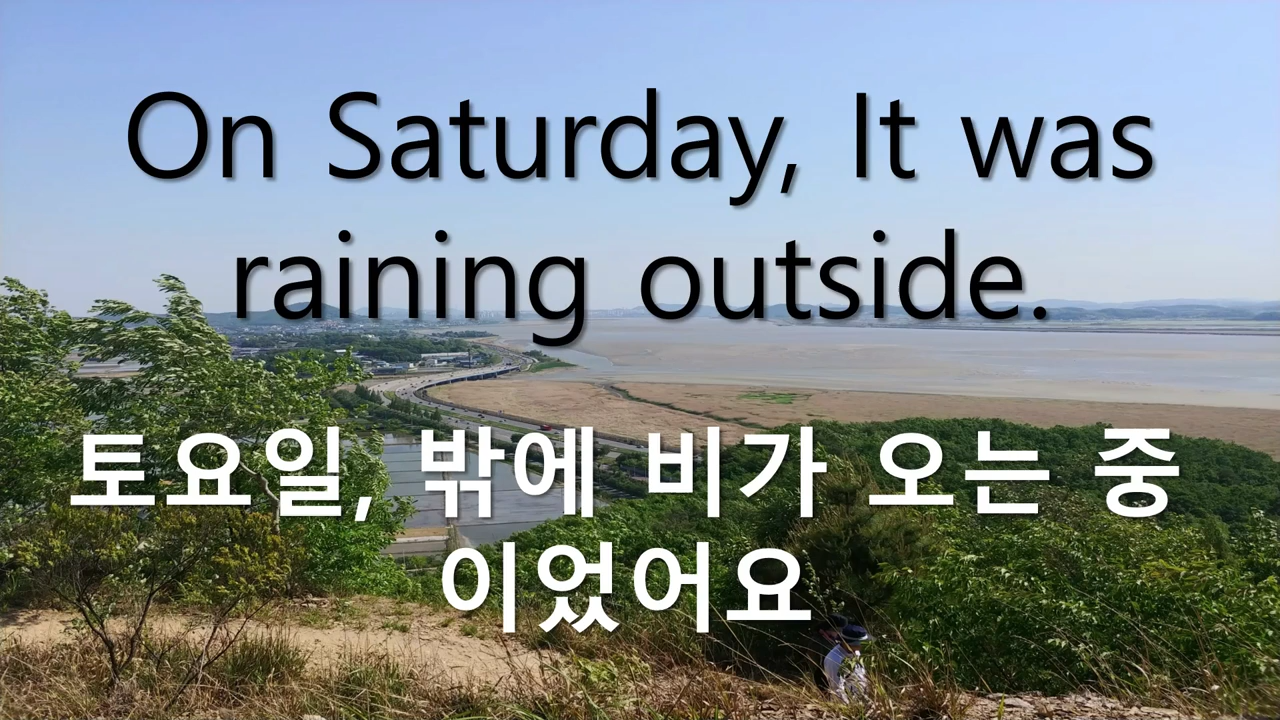 On Saturday, It was
raining outside.
토요일, 밖에 비가 오는 중
이었어요